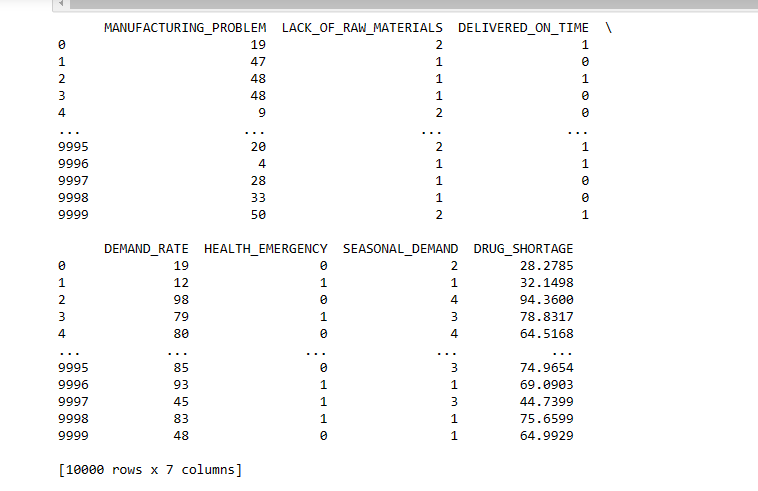 MANUFACTURING_PROBLEM LACK_OF_RAW_MATERIALS DELIVERED_ON_TIME \
0 19 2 1
1 47 1 0
2 48 1 1
3 48 1 0
4 9 2 0
... ... ... ...
9995 20 2 1
9996 4 1 1
9997 28 1 0
9998 33 1 0
9999 50 2 1
DEMAND_RATE HEALTH_EMERGENCY SEASONAL_DEMAND DRUG_SHORTAGE
0 19 0 2 28.2785
1 12 1 1 32.1498
2 98 0 4 94.3600
3 79 1 3 78.8317
4 80 0 4 64.5168
... ... ... ... ...
9995 85 0 3 74.9654
9996 93 1 1 69.0903
9997 45 1 3 44.7399
9998 83 1 1 75.6599
9999 48 0 1 64.9929
[10000 rows x 7 columns]